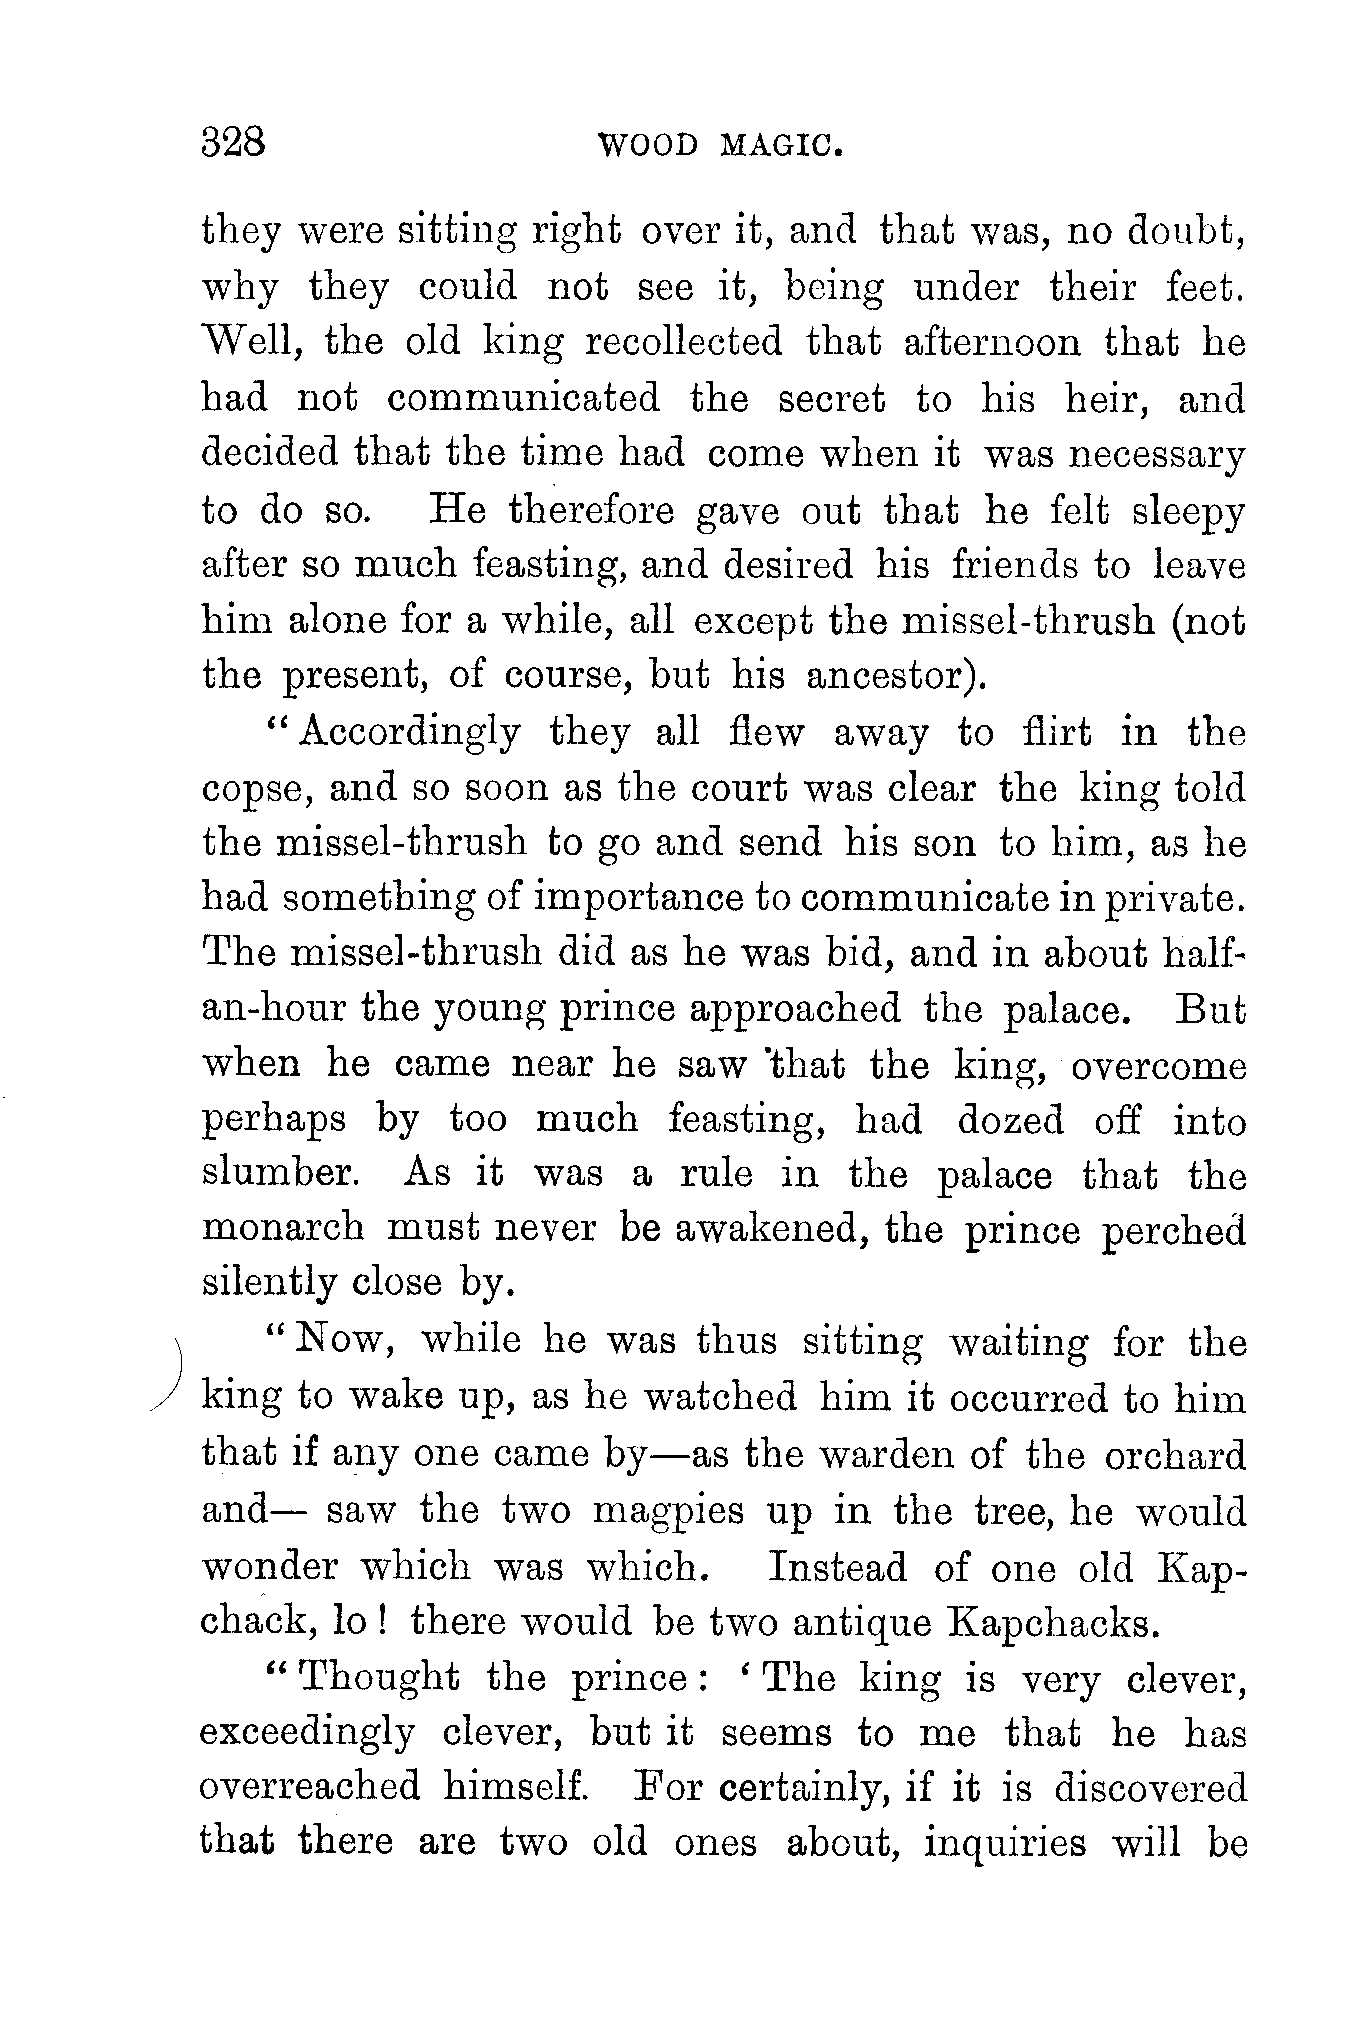 328 WOOD MAGIC.
they were sitting right over it, and that was, no doubt,
why they could not see it, being under their feet.
Well, the old king recollected that afternoon that he
had not communicated the secret to his heir, and
decided that the time had come when it was necessary
to do so. He therefore gave out that he felt sleepy
after so much feasting, and desired his friends to leave
him alone for a while, all except the missel-thrush (not
the present, of course, but his ancestor).
“Accordingly they all flew away to flirt in the
copse, and so soon as the court was clear the king told
the missel-thrush to go and send his son to him, as he
had something of importance to communicate in private.
The missel-thrush did as he was bid, and in about half-
an-hour the young prince approached the palace. But
when he came near he saw that the king, overcome
perhaps by too much feasting, had dozed off into
slumber. As it was a rule in the palace that the
monarch must never be awakened, the prince perched
silently close by.
“Now, while he was thus sitting waiting for the
king to wake up, as he watched him it occurred to him
that if any one came by—as the warden of the orchard
and— saw the two magpies up in the tree, he would
wonder which was which. Instead of one old Kap-
chack, lo! there would be two antique Kapchacks.
“Thought the prince: ‘The king is very clever,
exceedingly clever, but it seems to me that he has
overreached himself. For certainly, if it is discovered
that there are two old ones about, inquiries will be